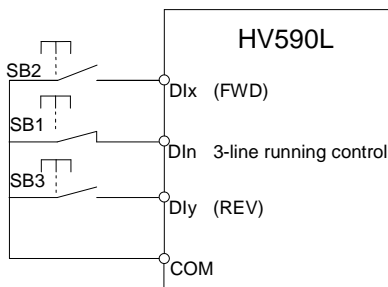 HV590L
SB2
DIx (FWD)
SB1
DIn 3-line running control
SB3
DIy (REV)
COM